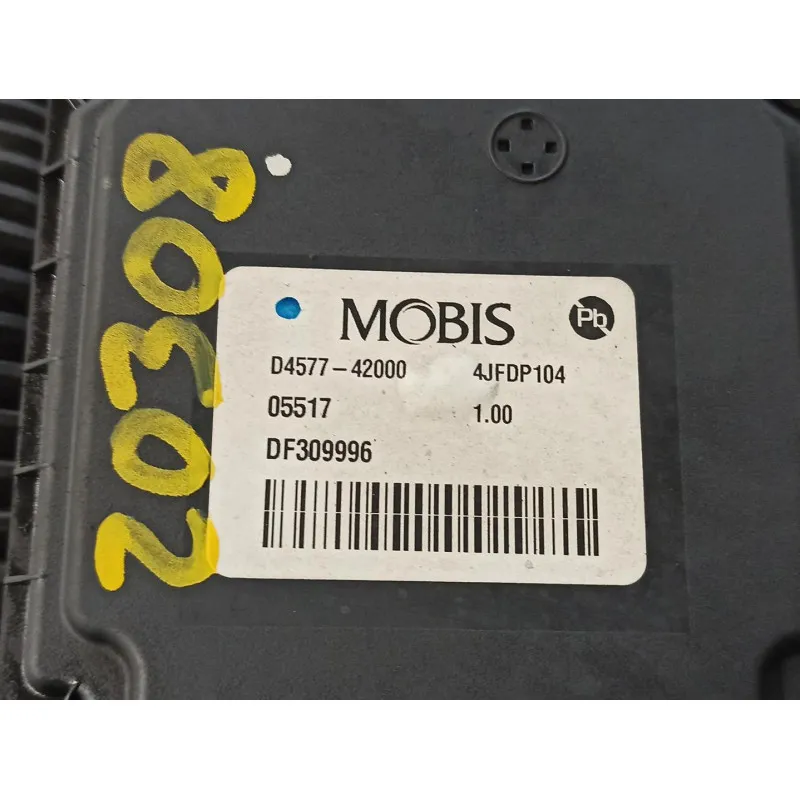 20308
MOBIS
Pb
D4577-42000 4JFDP104
05517 1.00
DF309996